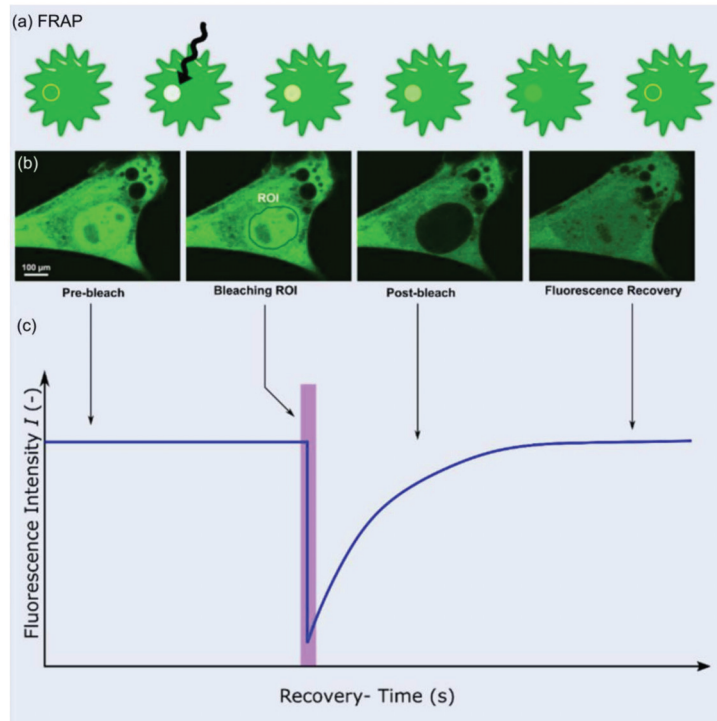 (a) FRAP
(b)
ROI
100 µm
Pre-bleach
Bleaching ROI
Post-bleach
Fluorescence Recovery
(c)
Fluorescence Intensity I (-)
Recovery- Time (s)